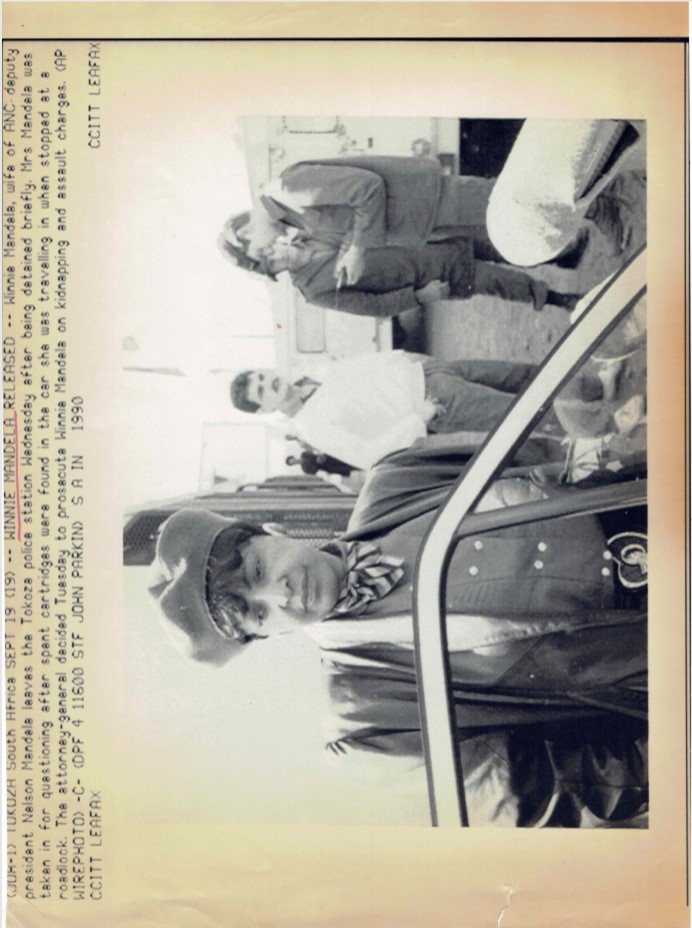 (JOH-1) TOKOZA South Africa SEPT 19 (19) -- WINNIE MANDELA RELEASED -- Winnie Mandela, wife of ANC deputy
president Nelson Mandela leaves the Tokoza police station Wednesday after being detained briefly. Mrs Mandela was
taken in for questioning after spent cartridges were found in the car she was travelling in when stopped at a
roadlock. The attorney-general decided Tuesday to prosecute Winnie Mandela on kidnapping and assault charges. (AP
WIREPHOTO) -C- (DPF 4 11600 STF JOHN PARKIN) S A IN 1990
CCITT LEAFAX CCITT LEAFAX